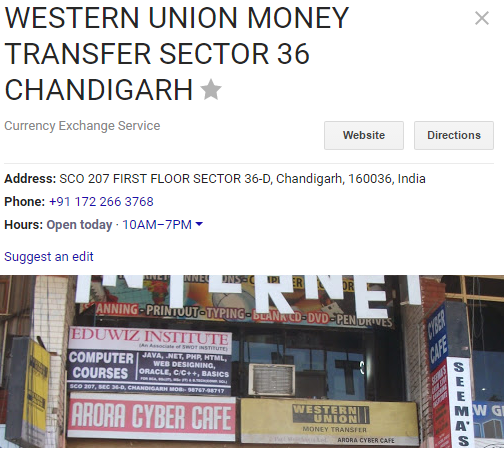 WESTERN UNION MONEY
TRANSFER SECTOR 36
CHANDIGARH
Currency Exchange Service
Website
Directions
Address: SCO 207 FIRST FLOOR SECTOR 36-D, Chandigarh, 160036, India
Phone: +91 172 266 3768
Hours: Open today · 10AM–7PM
Suggest an edit
INTERNET
ANNING - PRINTOUT - TYPING - BLANK CD - DVD - PEN DRIVES
EDUWIZ INSTITUTE
(An Associate of SWOT INSTITUTE)
COMPUTER
COURSES
JAVA, .NET, PHP, HTML,
WEB DESIGNING,
ORACLE, C/C++, BASICS
SCO 207, SEC 36-D, CHANDIGARH MOB:- 98767-98717
ARORA CYBER CAFE
WESTERN
UNION
MONEY TRANSFER
ARORA CYBER CAFE
CYBER
CAFE
SEEMA'S
W G